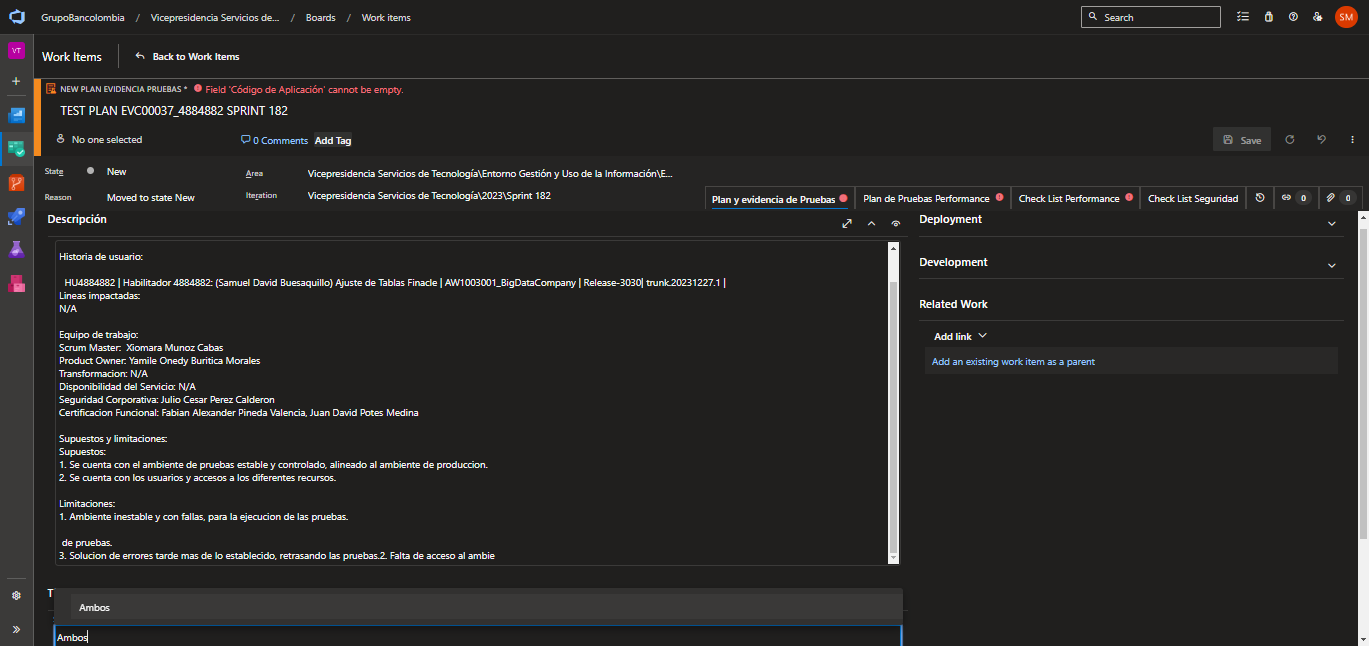 GrupoBancolombia / Vicepresidencia Servicios de... / Boards / Work items
Search
SM
VT
Work Items
Back to Work Items
NEW PLAN EVIDENCIA PRUEBAS * Field 'Código de Aplicación' cannot be empty.
TEST PLAN EVC00037_4884882 SPRINT 182
No one selected
0 Comments
Add Tag
Save
State
New
Area
Vicepresidencia Servicios de Tecnología\Entorno Gestión y Uso de la Información\E...
Reason
Moved to state New
Iteration
Vicepresidencia Servicios de Tecnología\2023\Sprint 182
Plan y evidencia de Pruebas
Plan de Pruebas Performance
Check List Performance
Check List Seguridad
0
0
Descripción
Historia de usuario:
HU4884882 | Habilitador 4884882: (Samuel David Buesaquillo) Ajuste de Tablas Finacle | AW1003001_BigDataCompany | Release-3030| trunk.20231227.1 |
Lineas impactadas:
N/A
Equipo de trabajo:
Scrum Master: Xiomara Munoz Cabas
Product Owner: Yamile Onedy Buritica Morales
Transformacion: N/A
Disponibilidad del Servicio: N/A
Seguridad Corporativa: Julio Cesar Perez Calderon
Certificacion Funcional: Fabian Alexander Pineda Valencia, Juan David Potes Medina
Supuestos y limitaciones:
Supuestos:
1. Se cuenta con el ambiente de pruebas estable y controlado, alineado al ambiente de produccion.
2. Se cuenta con los usuarios y accesos a los diferentes recursos.
Limitaciones:
1. Ambiente inestable y con fallas, para la ejecucion de las pruebas.
de pruebas.
3. Solucion de errores tarde mas de lo establecido, retrasando las pruebas.2. Falta de acceso al ambie
T
Ambos
Ambos
Deployment
Development
Related Work
Add link
Add an existing work item as a parent